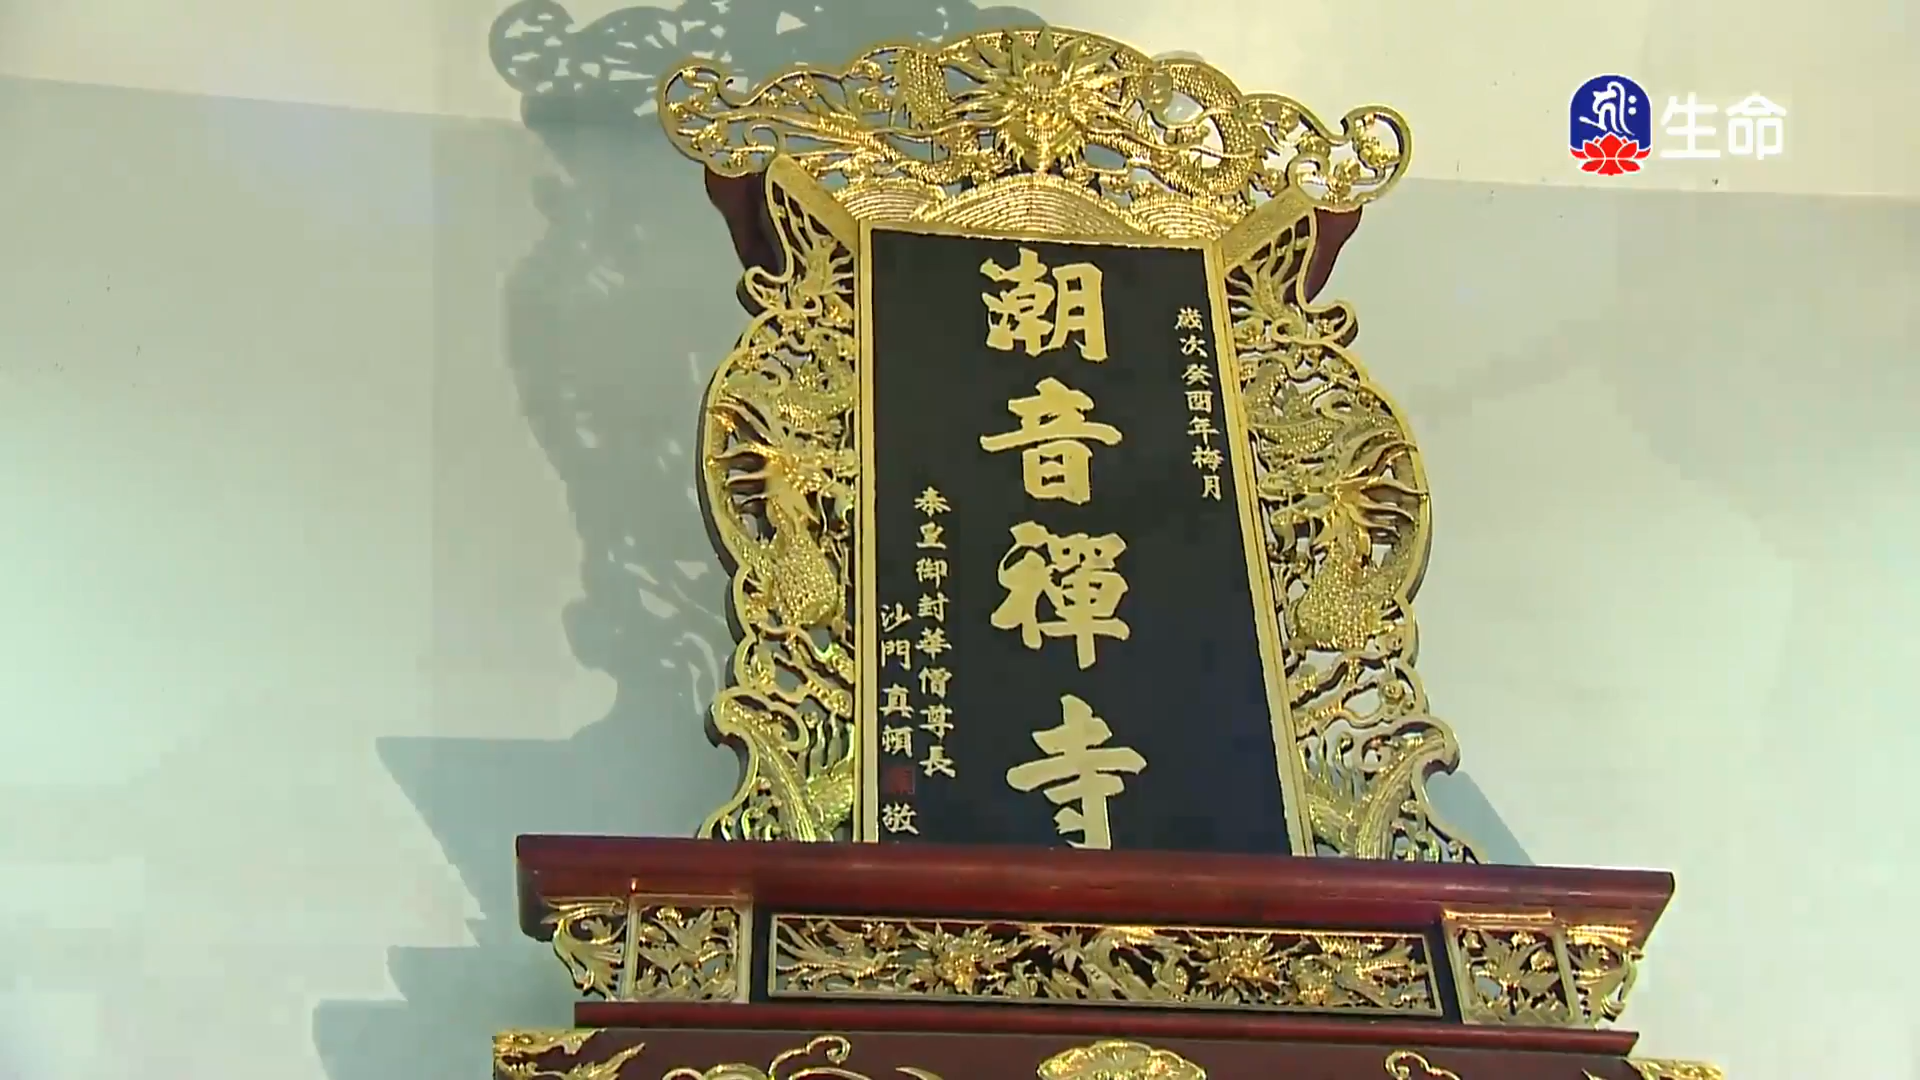 歲次癸酉年梅月
潮音禪寺
泰皇御封華僧尊長
沙門真頓
敬
生命